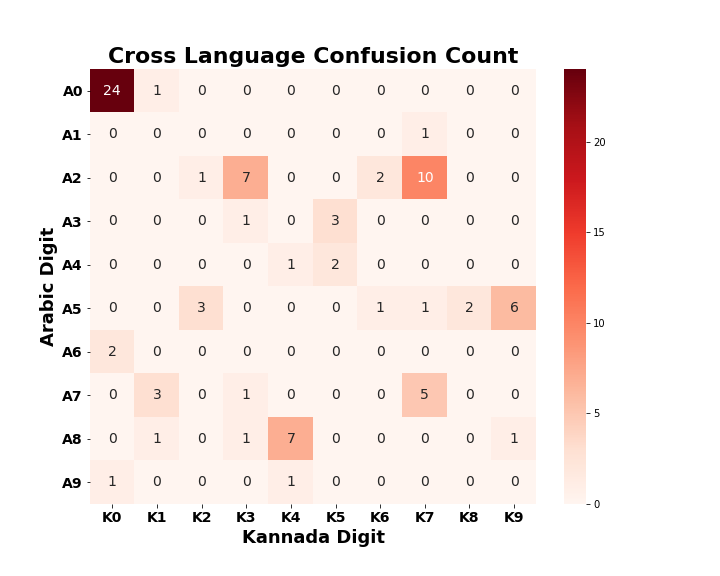 Cross Language Confusion Count
A0 24 1 0 0 0 0 0 0 0 0
A1 0 0 0 0 0 0 0 1 0 0
A2 0 0 1 7 0 0 2 10 0 0
A3 0 0 0 1 0 3 0 0 0 0
A4 0 0 0 0 1 2 0 0 0 0
A5 0 0 3 0 0 0 1 1 2 6
A6 2 0 0 0 0 0 0 0 0 0
A7 0 3 0 1 0 0 0 5 0 0
A8 0 1 0 1 7 0 0 0 0 1
A9 1 0 0 0 1 0 0 0 0 0
K0 K1 K2 K3 K4 K5 K6 K7 K8 K9
Kannada Digit
Arabic Digit
20
15
10
5
0